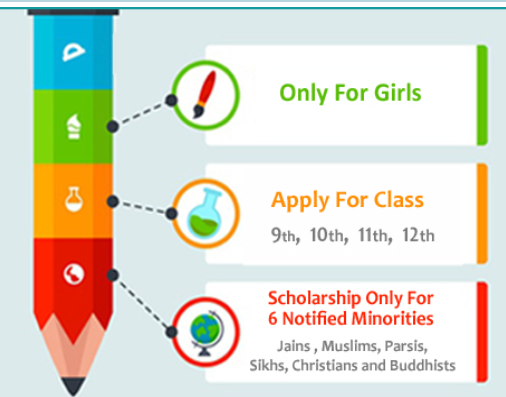 Only For Girls
Apply For Class
9th, 10th, 11th, 12th
Scholarship Only For
6 Notified Minorities
Jains , Muslims, Parsis,
Sikhs, Christians and Buddhists